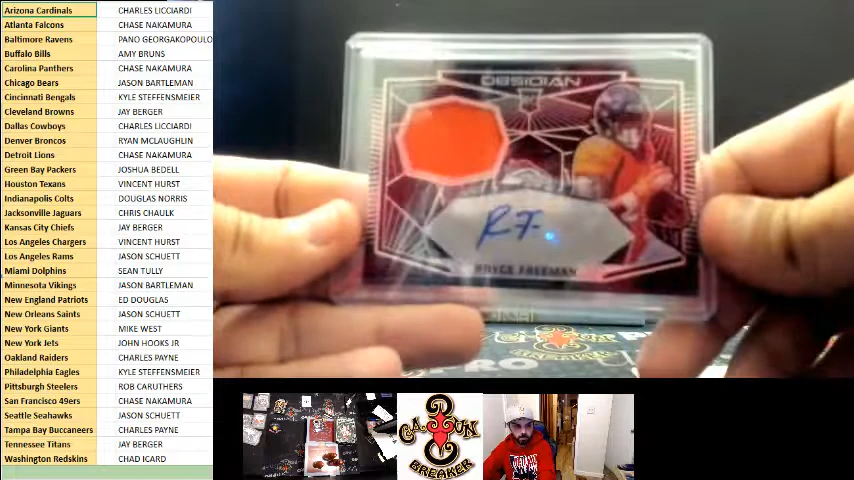 Arizona Cardinals CHARLES LICCIARDI
Atlanta Falcons CHASE NAKAMURA
Baltimore Ravens PANO GEORGAKOPOULO
Buffalo Bills AMY BRUNS
Carolina Panthers CHASE NAKAMURA
Chicago Bears JASON BARTLEMAN
Cincinnati Bengals KYLE STEFFENSMEIER
Cleveland Browns JAY BERGER
Dallas Cowboys CHARLES LICCIARDI
Denver Broncos RYAN MCLAUGHLIN
Detroit Lions CHASE NAKAMURA
Green Bay Packers JOSHUA BEDELL
Houston Texans VINCENT HURST
Indianapolis Colts DOUGLAS NORRIS
Jacksonville Jaguars CHRIS CHAULK
Kansas City Chiefs JAY BERGER
Los Angeles Chargers VINCENT HURST
Los Angeles Rams JASON SCHUETT
Miami Dolphins SEAN TULLY
Minnesota Vikings JASON BARTLEMAN
New England Patriots ED DOUGLAS
New Orleans Saints JASON SCHUETT
New York Giants MIKE WEST
New York Jets JOHN HOOKS JR
Oakland Raiders CHARLES PAYNE
Philadelphia Eagles KYLE STEFFENSMEIER
Pittsburgh Steelers ROB CARUTHERS
San Francisco 49ers CHASE NAKAMURA
Seattle Seahawks JASON SCHUETT
Tampa Bay Buccaneers CHARLES PAYNE
Tennessee Titans JAY BERGER
Washington Redskins CHAD ICARD
OBSIDIAN
R.F.
FREEMAN
PRO
BREAKER